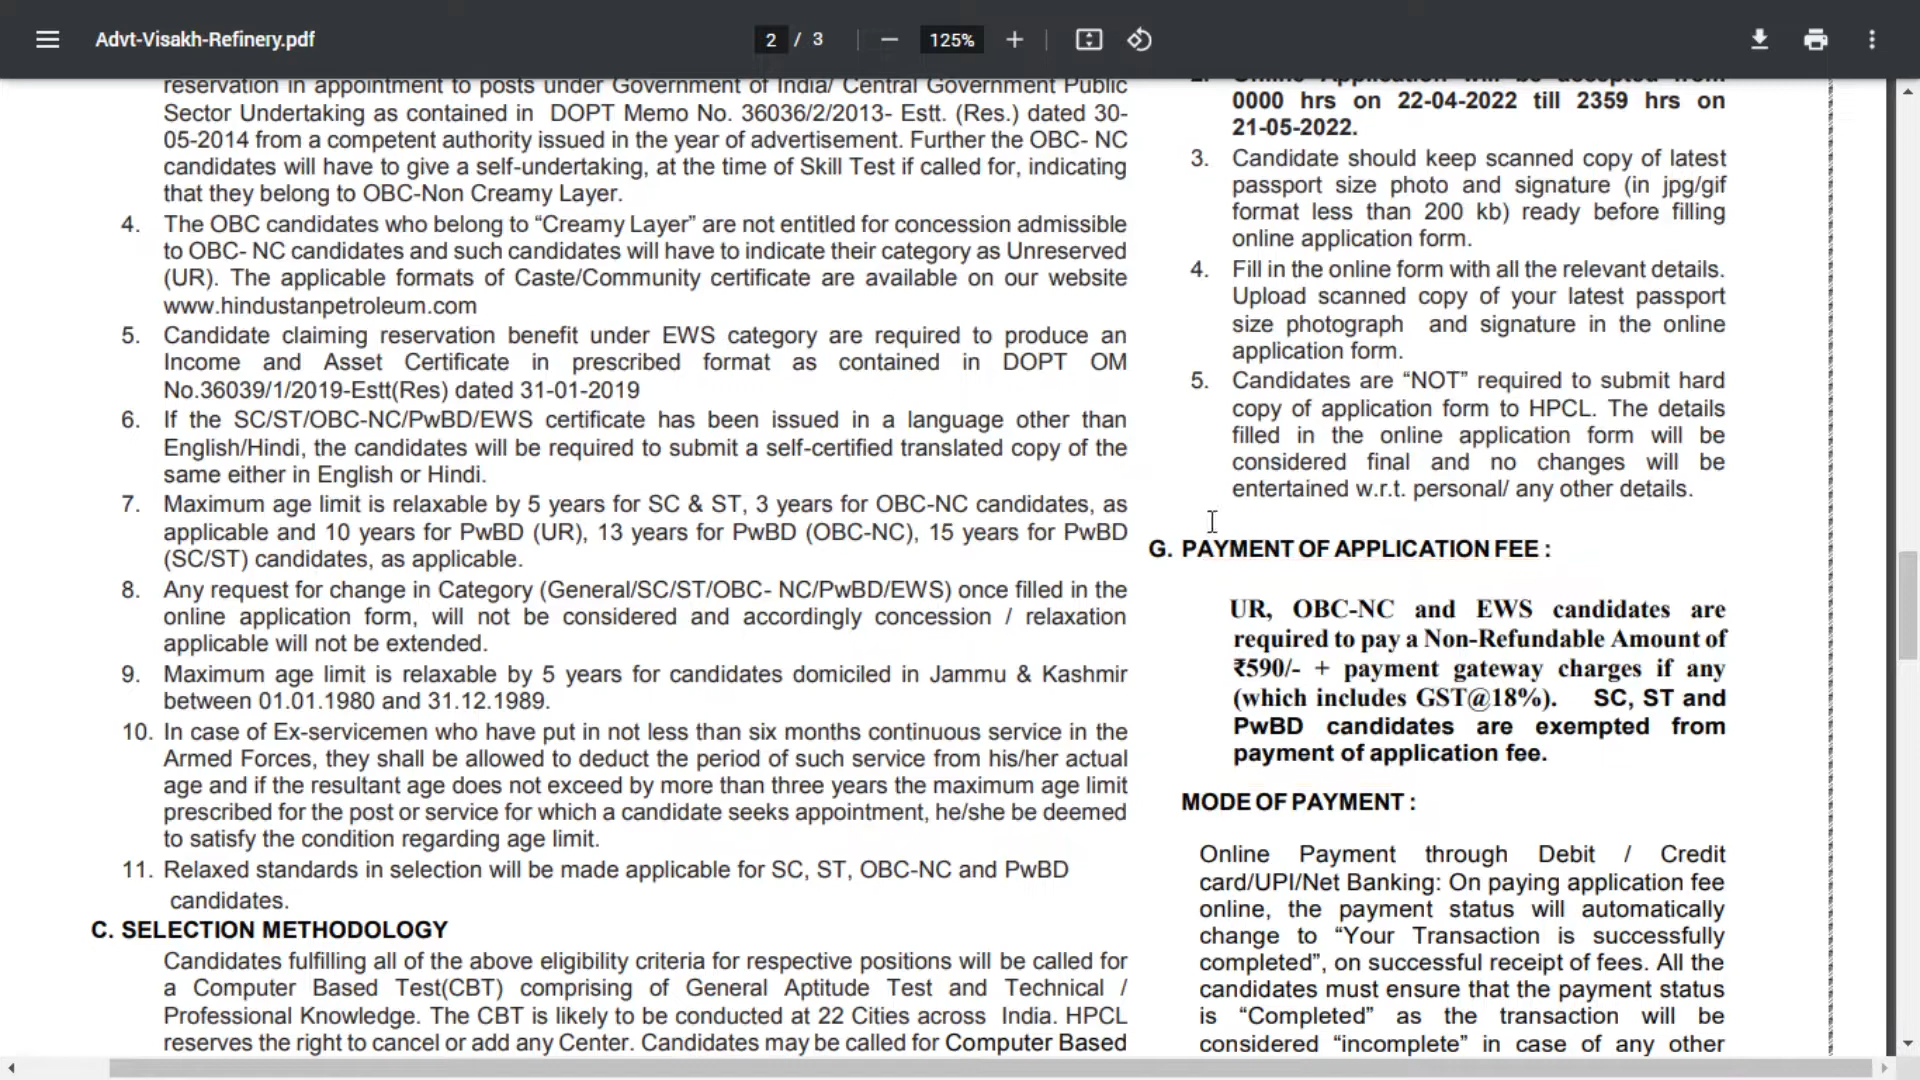 Advt-Visakh-Refinery.pdf
2 / 3
125%
reservation in appointment to posts under Government of India/ Central Government Public
Sector Undertaking as contained in DOPT Memo No. 36036/2/2013- Estt. (Res.) dated 30-
05-2014 from a competent authority issued in the year of advertisement. Further the OBC- NC
candidates will have to give a self-undertaking, at the time of Skill Test if called for, indicating
that they belong to OBC-Non Creamy Layer.
4. The OBC candidates who belong to “Creamy Layer” are not entitled for concession admissible
to OBC- NC candidates and such candidates will have to indicate their category as Unreserved
(UR). The applicable formats of Caste/Community certificate are available on our website
www.hindustanpetroleum.com
5. Candidate claiming reservation benefit under EWS category are required to produce an
Income and Asset Certificate in prescribed format as contained in DOPT OM
No.36039/1/2019-Estt(Res) dated 31-01-2019
6. If the SC/ST/OBC-NC/PwBD/EWS certificate has been issued in a language other than
English/Hindi, the candidates will be required to submit a self-certified translated copy of the
same either in English or Hindi.
7. Maximum age limit is relaxable by 5 years for SC & ST, 3 years for OBC-NC candidates, as
applicable and 10 years for PwBD (UR), 13 years for PwBD (OBC-NC), 15 years for PwBD
(SC/ST) candidates, as applicable.
8. Any request for change in Category (General/SC/ST/OBC- NC/PwBD/EWS) once filled in the
online application form, will not be considered and accordingly concession / relaxation
applicable will not be extended.
9. Maximum age limit is relaxable by 5 years for candidates domiciled in Jammu & Kashmir
between 01.01.1980 and 31.12.1989.
10. In case of Ex-servicemen who have put in not less than six months continuous service in the
Armed Forces, they shall be allowed to deduct the period of such service from his/her actual
age and if the resultant age does not exceed by more than three years the maximum age limit
prescribed for the post or service for which a candidate seeks appointment, he/she be deemed
to satisfy the condition regarding age limit.
11. Relaxed standards in selection will be made applicable for SC, ST, OBC-NC and PwBD
candidates.
C. SELECTION METHODOLOGY
Candidates fulfilling all of the above eligibility criteria for respective positions will be called for
a Computer Based Test(CBT) comprising of General Aptitude Test and Technical /
Professional Knowledge. The CBT is likely to be conducted at 22 Cities across India. HPCL
reserves the right to cancel or add any Center. Candidates may be called for Computer Based
2. Online Application will be accepted from
0000 hrs on 22-04-2022 till 2359 hrs on
21-05-2022.
3. Candidate should keep scanned copy of latest
passport size photo and signature (in jpg/gif
format less than 200 kb) ready before filling
online application form.
4. Fill in the online form with all the relevant details.
Upload scanned copy of your latest passport
size photograph and signature in the online
application form.
5. Candidates are “NOT” required to submit hard
copy of application form to HPCL. The details
filled in the online application form will be
considered final and no changes will be
entertained w.r.t. personal/ any other details.
G. PAYMENT OF APPLICATION FEE :
UR, OBC-NC and EWS candidates are
required to pay a Non-Refundable Amount of
₹590/- + payment gateway charges if any
(which includes GST@18%). SC, ST and
PwBD candidates are exempted from
payment of application fee.
MODE OF PAYMENT :
Online Payment through Debit / Credit
card/UPI/Net Banking: On paying application fee
online, the payment status will automatically
change to “Your Transaction is successfully
completed”, on successful receipt of fees. All the
candidates must ensure that the payment status
is “Completed” as the transaction will be
considered “incomplete” in case of any other